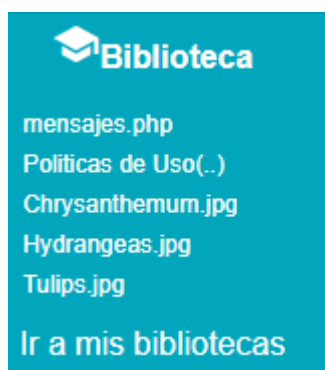 Biblioteca
mensajes.php
Politicas de Uso(..)
Chrysanthemum.jpg
Hydrangeas.jpg
Tulips.jpg
Ir a mis bibliotecas